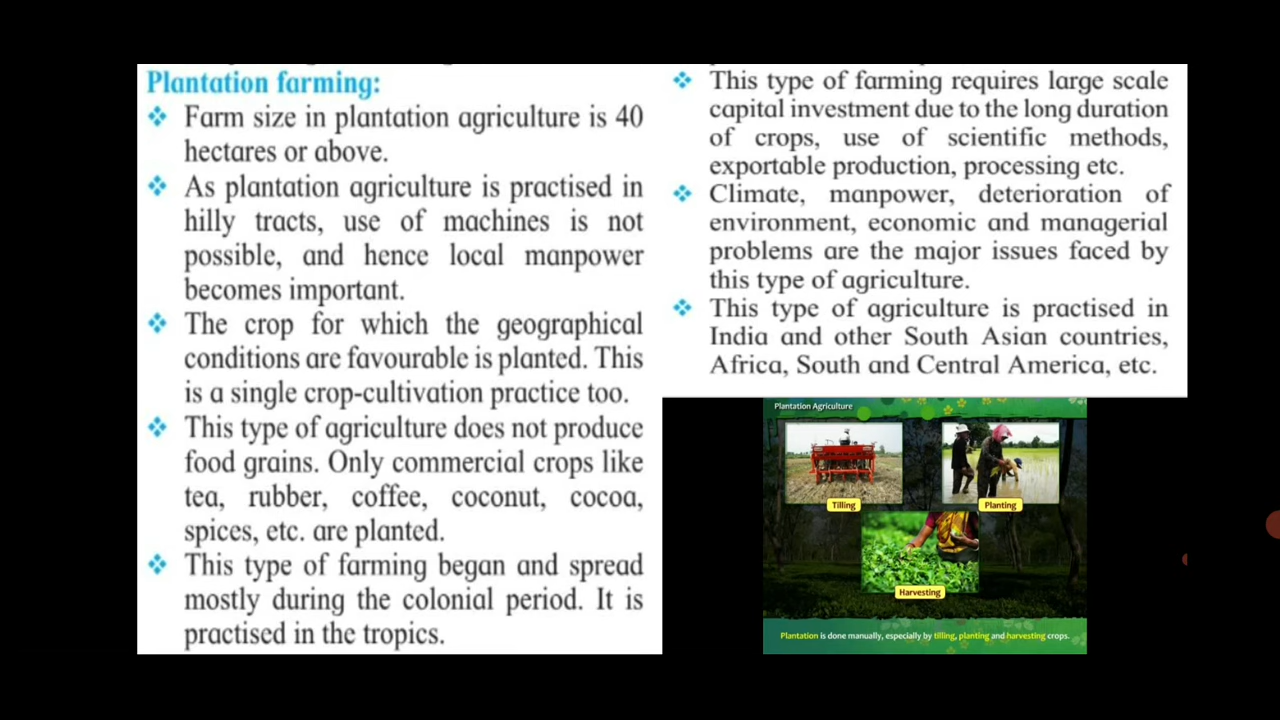 Plantation farming:
❖ Farm size in plantation agriculture is 40
hectares or above.
❖ As plantation agriculture is practised in
hilly tracts, use of machines is not
possible, and hence local manpower
becomes important.
❖ The crop for which the geographical
conditions are favourable is planted. This
is a single crop-cultivation practice too.
❖ This type of agriculture does not produce
food grains. Only commercial crops like
tea, rubber, coffee, coconut, cocoa,
spices, etc. are planted.
❖ This type of farming began and spread
mostly during the colonial period. It is
practised in the tropics.
❖ This type of farming requires large scale
capital investment due to the long duration
of crops, use of scientific methods,
exportable production, processing etc.
❖ Climate, manpower, deterioration of
environment, economic and managerial
problems are the major issues faced by
this type of agriculture.
❖ This type of agriculture is practised in
India and other South Asian countries,
Africa, South and Central America, etc.
Plantation Agriculture
Tilling
Planting
Harvesting
Plantation is done manually, especially by tilling, planting and harvesting crops.